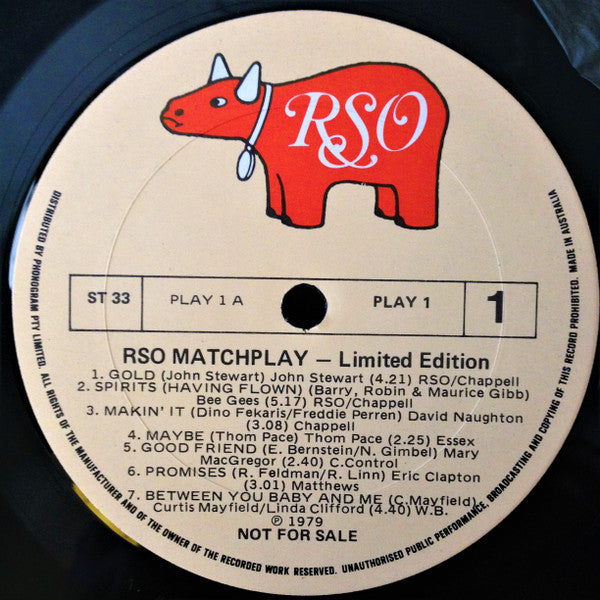 RSO
ST 33 PLAY 1 A PLAY 1 1
RSO MATCHPLAY – Limited Edition
1. GOLD (John Stewart) John Stewart (4.21) RSO/Chappell
2. SPIRITS (HAVING FLOWN) (Barry, Robin & Maurice Gibb)
Bee Gees (5.17) RSO/Chappell
3. MAKIN' IT (Dino Fekaris/Freddie Perren) David Naughton
(3.08) Chappell
4. MAYBE (Thom Pace) Thom Pace (2.25) Essex
5. GOOD FRIEND (E. Bernstein/N. Gimbel) Mary
MacGregor (2.40) C.Control
6. PROMISES (R. Feldman/R. Linn) Eric Clapton
(3.01) Matthews
7. BETWEEN YOU BABY AND ME (C.Mayfield)
Curtis Mayfield/Linda Clifford (4.40) W.B.
℗ 1979
NOT FOR SALE
DISTRIBUTED BY PHONOGRAM PTY LIMITED. ALL RIGHTS OF THE MANUFACTURER AND OF THE OWNER OF THE RECORDED WORK RESERVED. UNAUTHORISED PUBLIC PERFORMANCE, BROADCASTING AND COPYING OF THIS RECORD PROHIBITED. MADE IN AUSTRALIA